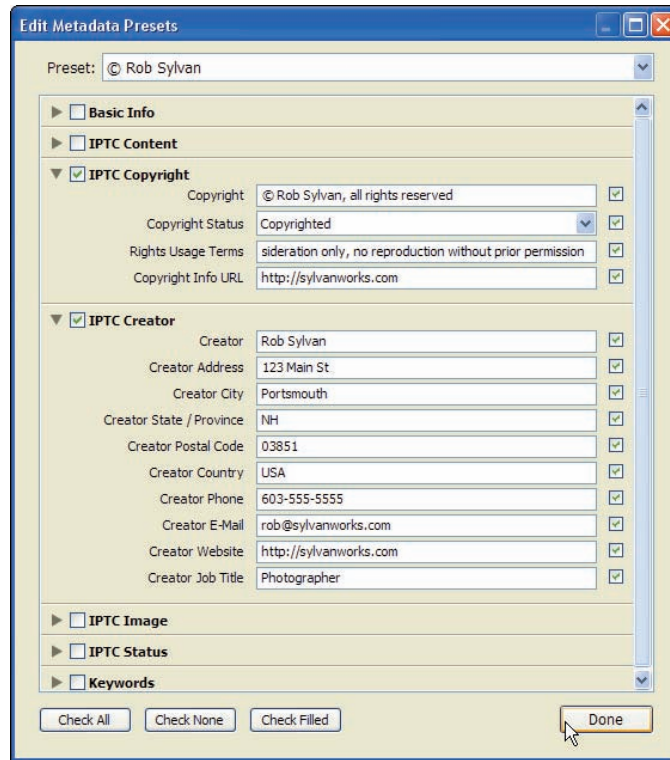 Edit Metadata Presets
Preset: © Rob Sylvan
Basic Info
IPTC Content
IPTC Copyright
Copyright © Rob Sylvan, all rights reserved
Copyright Status Copyrighted
Rights Usage Terms sideration only, no reproduction without prior permission
Copyright Info URL http://sylvanworks.com
IPTC Creator
Creator Rob Sylvan
Creator Address 123 Main St
Creator City Portsmouth
Creator State / Province NH
Creator Postal Code 03851
Creator Country USA
Creator Phone 603-555-5555
Creator E-Mail rob@sylvanworks.com
Creator Website http://sylvanworks.com
Creator Job Title Photographer
IPTC Image
IPTC Status
Keywords
Check All Check None Check Filled Done